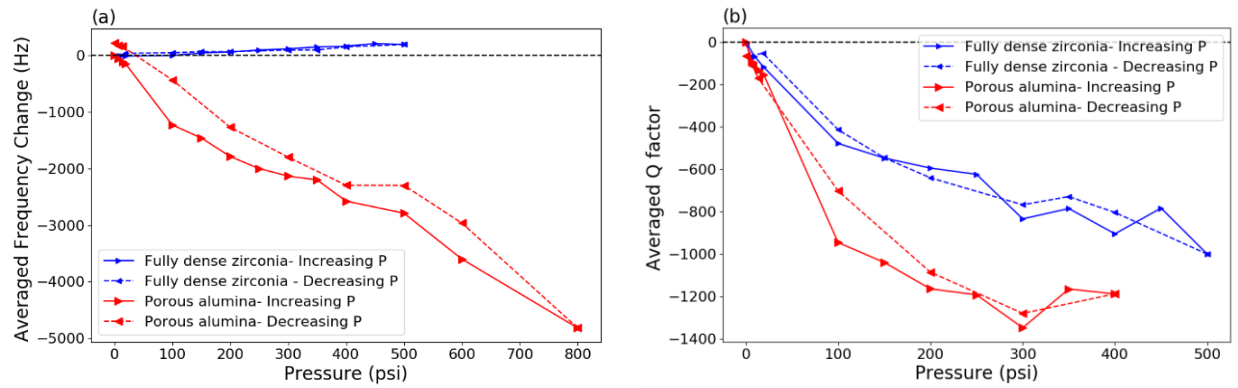 (a)
Averaged Frequency Change (Hz)
0
−1000
−2000
−3000
−4000
−5000
Fully dense zirconia- Increasing P
Fully dense zirconia - Decreasing P
Porous alumina- Increasing P
Porous alumina- Decreasing P
0 100 200 300 400 500 600 700 800
Pressure (psi)
(b)
Averaged Q factor
0
−200
−400
−600
−800
−1000
−1200
−1400
Fully dense zirconia- Increasing P
Fully dense zirconia - Decreasing P
Porous alumina- Increasing P
Porous alumina- Decreasing P
0 100 200 300 400 500
Pressure (psi)